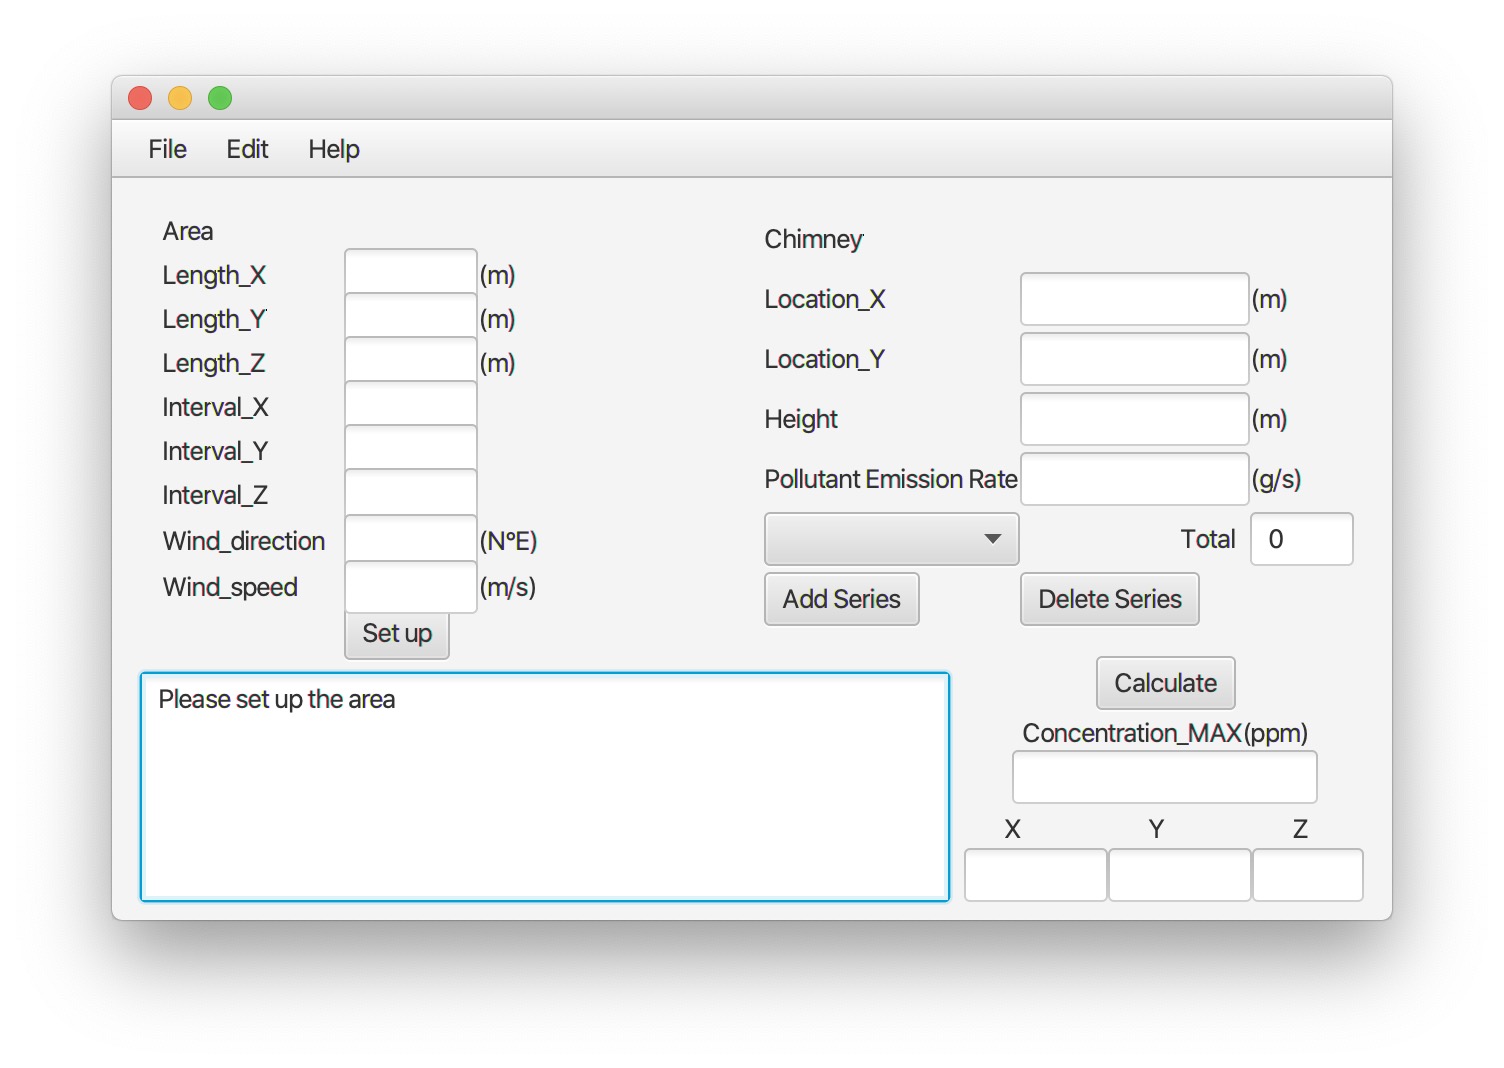 File Edit Help
Area
Length_X (m)
Length_Y (m)
Length_Z (m)
Interval_X
Interval_Y
Interval_Z
Wind_direction (N°E)
Wind_speed (m/s)
Set up
Chimney
Location_X (m)
Location_Y (m)
Height (m)
Pollutant Emission Rate (g/s)
Total 0
Add Series Delete Series
Please set up the area
Calculate
Concentration_MAX(ppm)
X Y Z